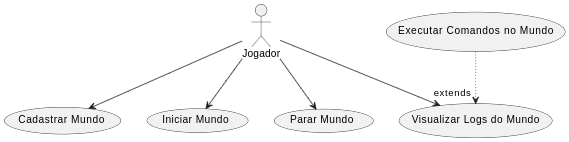 Executar Comandos no Mundo
Jogador
extends
Cadastrar Mundo
Iniciar Mundo
Parar Mundo
Visualizar Logs do Mundo